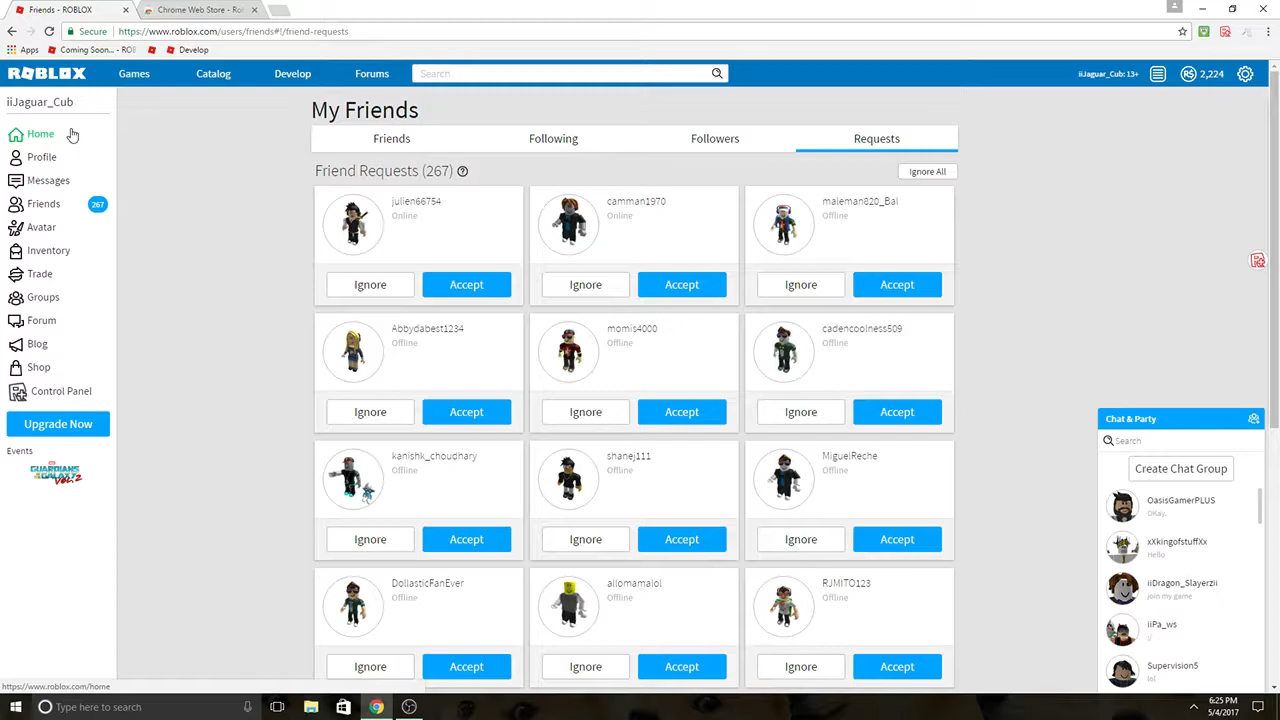 Friends - ROBLOX
Chrome Web Store - Ro
Secure
https://www.roblox.com/users/friends#!/friend-requests
Apps
Coming Soon... - ROB
Develop
ROBLOX
Games
Catalog
Develop
Forums
Search
iiJaguar_Cub: 13+
R$ 2,224
iiJaguar_Cub
Home
Profile
Messages
Friends 267
Avatar
Inventory
Trade
Groups
Forum
Blog
Shop
Control Panel
Upgrade Now
Events
GUARDIANS
GALAXY
VOL. 2
My Friends
Friends
Following
Followers
Requests
Friend Requests (267)
Ignore All
julien66754
Online
Ignore
Accept
camman1970
Online
Ignore
Accept
maleman820_Bal
Offline
Ignore
Accept
Abbydabest1234
Offline
Ignore
Accept
momis4000
Offline
Ignore
Accept
cadencoolness509
Offline
Ignore
Accept
kanishk_choudhary
Offline
Ignore
Accept
shanej111
Offline
Ignore
Accept
MiguelReche
Offline
Ignore
Accept
DollasticFanEver
Offline
Ignore
Accept
allomamalol
Offline
Ignore
Accept
RJMITO123
Offline
Ignore
Accept
Chat & Party
Search
Create Chat Group
OasisGamerPLUS
OKay.
xXkingofstuffXx
Hello
iiDragon_Slayerzii
join my game
iiPa_ws
:/
Supervision5
lol
https://www.roblox.com/home
Type here to search
6:25 PM
5/4/2017